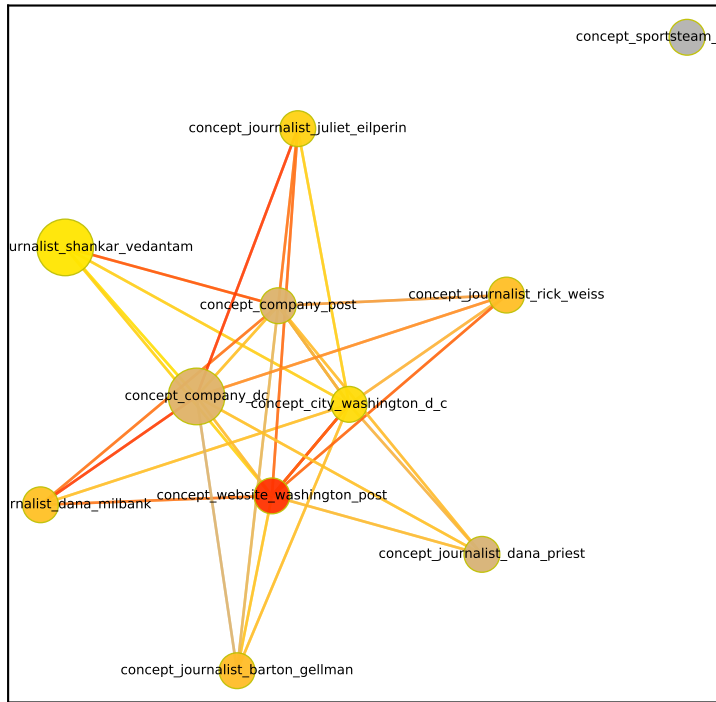 concept_sportsteam_
concept_journalist_juliet_eilperin
urnalist_shankar_vedantam
concept_journalist_rick_weiss
concept_company_post
concept_company_dc
concept_city_washington_d_c
concept_website_washington_post
rnalist_dana_milbank
concept_journalist_dana_priest
concept_journalist_barton_gellman